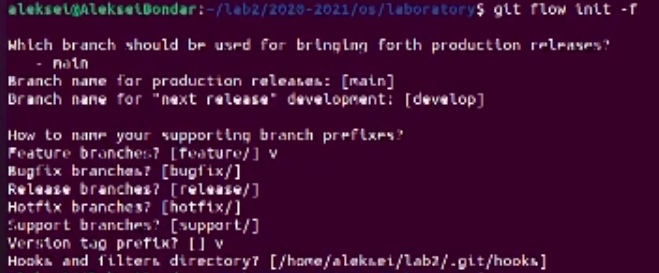 aleksei@AlekseiBondar:~/lab2/2020-2021/os/laboratory$ git flow init -f
Which branch should be used for bringing forth production releases?
- main
Branch name for production releases: [main]
Branch name for "next release" development: [develop]
How to name your supporting branch prefixes?
Feature branches? [feature/] v
Bugfix branches? [bugfix/]
Release branches? [release/]
Hotfix branches? [hotfix/]
Support branches? [support/]
Version tag prefix? [] v
Hooks and filters directory? [/home/aleksei/lab2/.git/hooks]